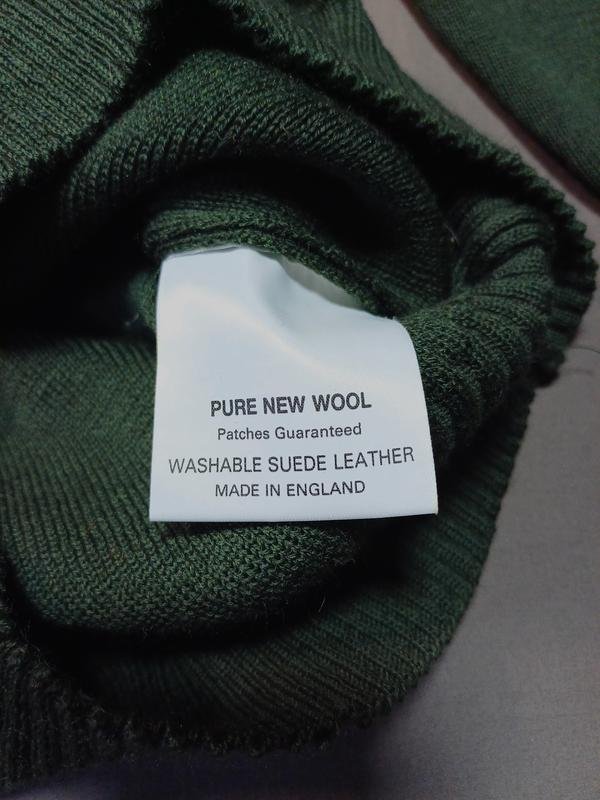 PURE NEW WOOL
Patches Guaranteed
WASHABLE SUEDE LEATHER
MADE IN ENGLAND